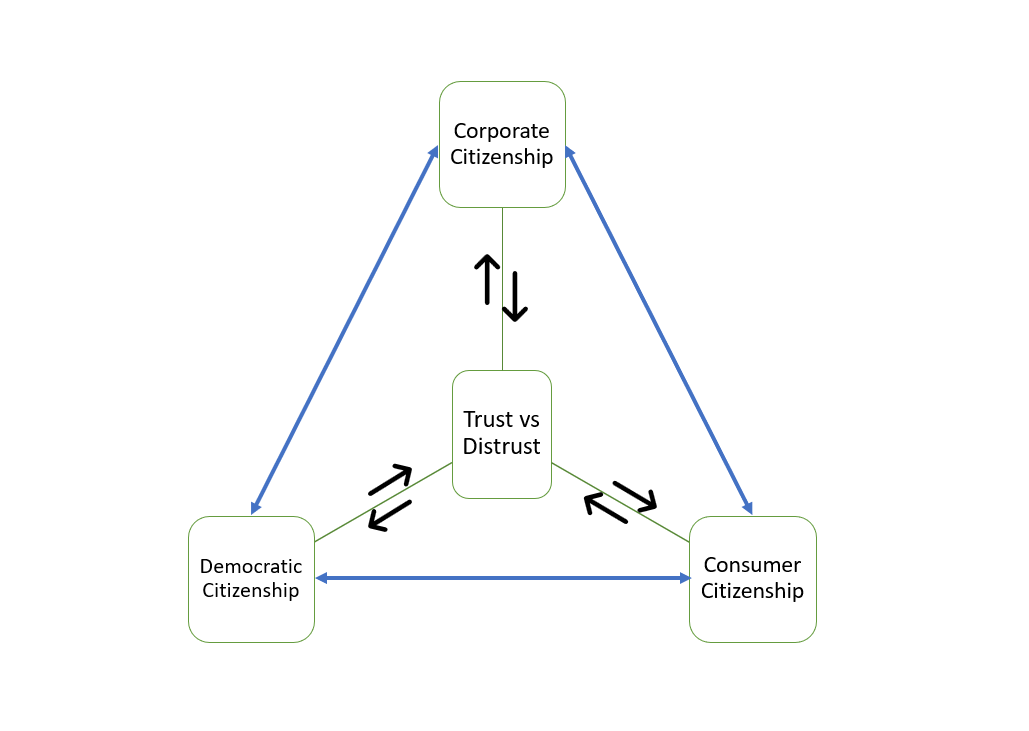 Corporate
Citizenship
Trust vs
Distrust
Democratic
Citizenship
Consumer
Citizenship